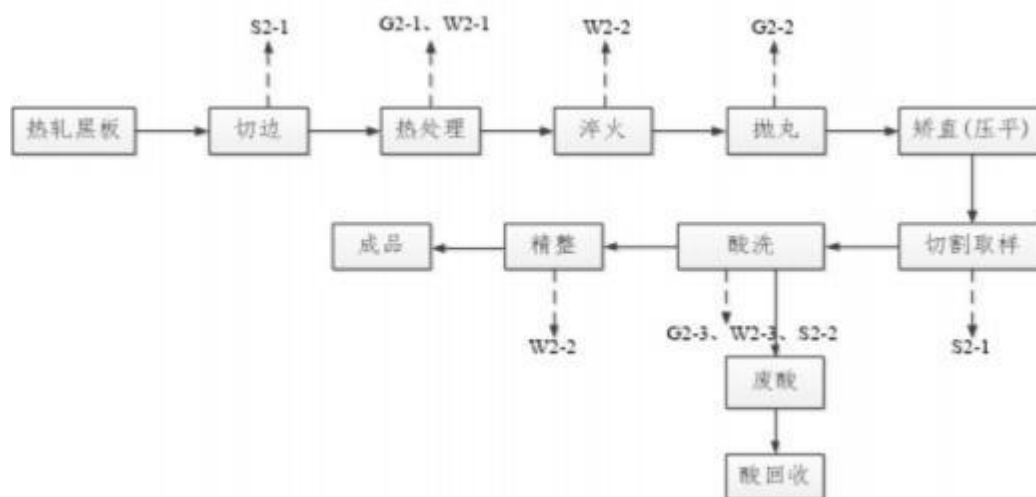 S2-1
G2-1、W2-1
W2-2
G2-2
热轧黑板
切边
热处理
淬火
抛丸
矫直(压平)
成品
精整
酸洗
切割取样
W2-2
G2-3、W2-3、S2-2
S2-1
废酸
酸回收